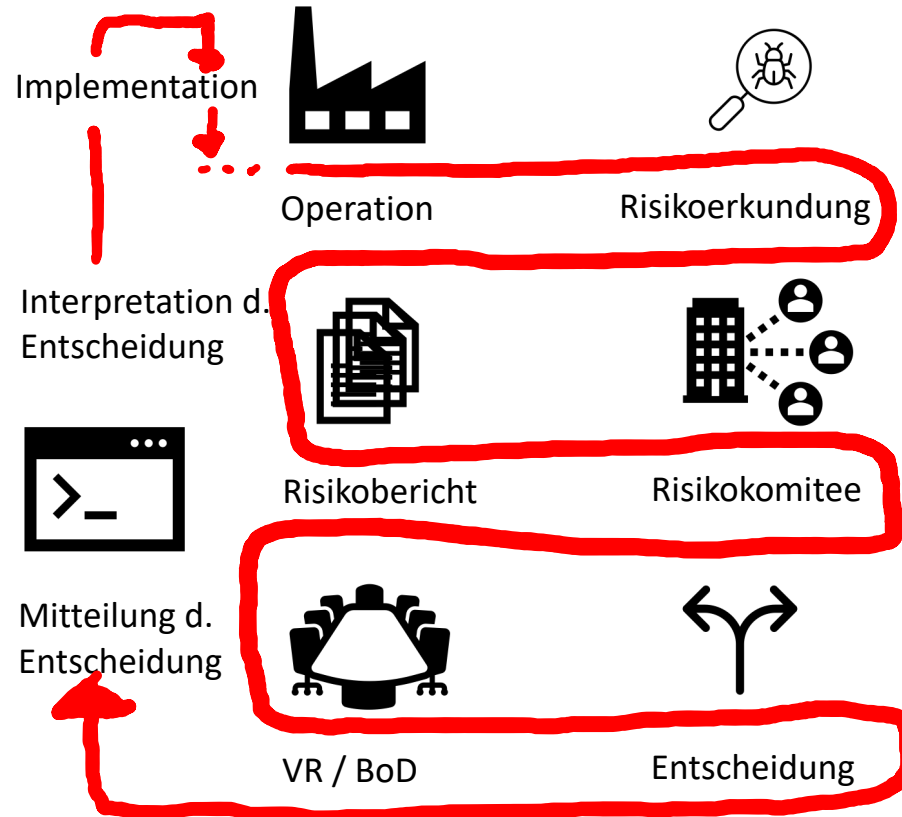 Implementation
Operation
Risikoerkundung
Interpretation d.
Entscheidung
Risikobericht
Risikokomitee
Mitteilung d.
Entscheidung
VR / BoD
Entscheidung